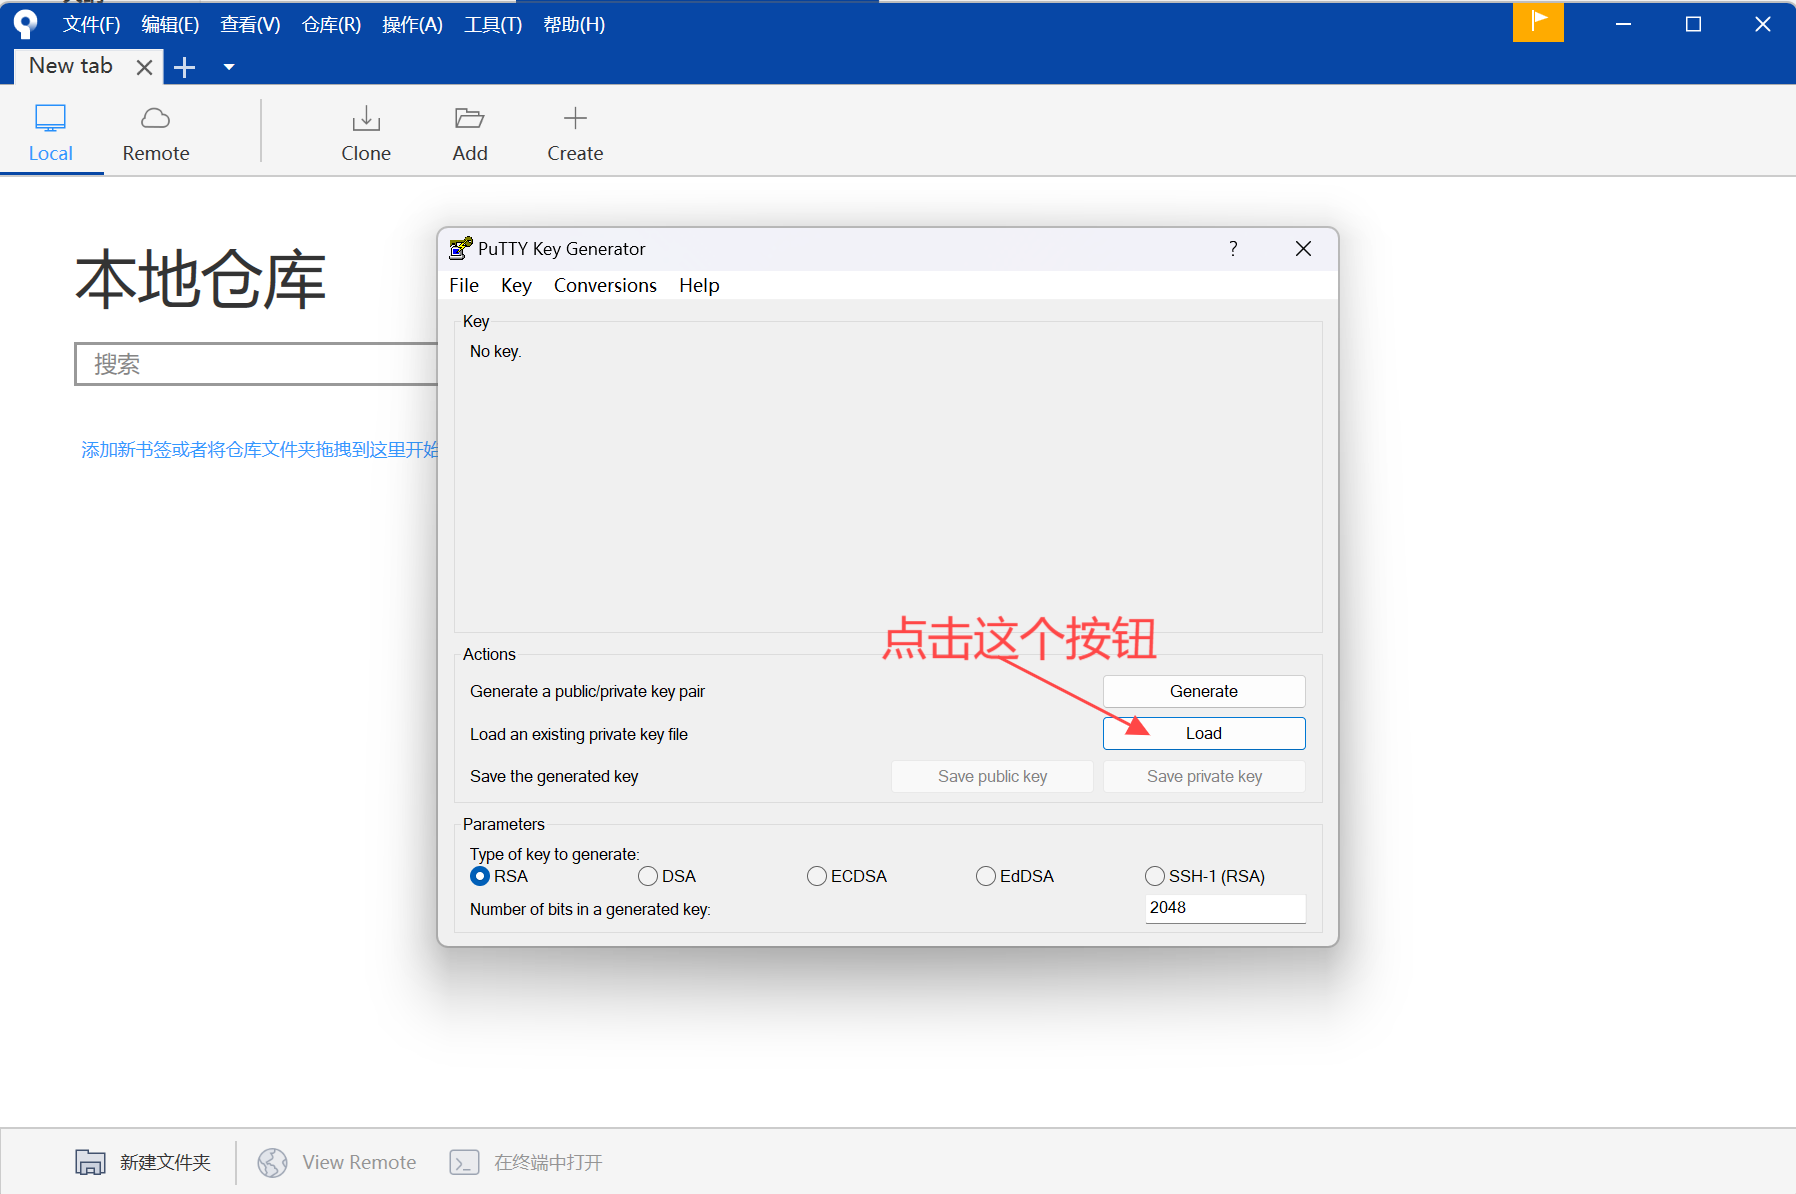 文件(F) 编辑(E) 查看(V) 仓库(R) 操作(A) 工具(T) 帮助(H)
New tab
Local Remote Clone Add Create
本地仓库
搜索
添加新书签或者将仓库文件夹拖拽到这里开始
PuTTY Key Generator ?
File Key Conversions Help
Key
No key.
点击这个按钮
Actions
Generate a public/private key pair Generate
Load an existing private key file Load
Save the generated key Save public key Save private key
Parameters
Type of key to generate:
RSA DSA ECDSA EdDSA SSH-1 (RSA)
Number of bits in a generated key: 2048
新建文件夹 View Remote 在终端中打开